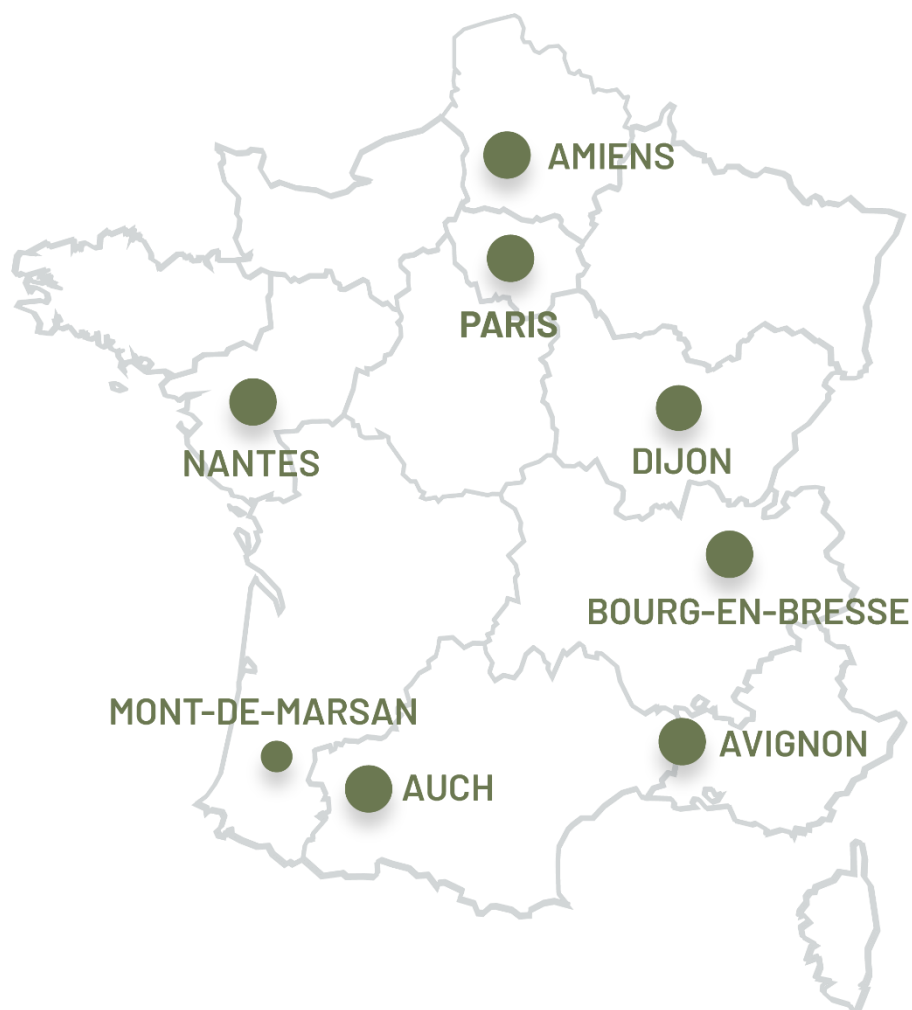 AMIENS
PARIS
NANTES
DIJON
BOURG-EN-BRESSE
MONT-DE-MARSAN
AVIGNON
AUCH